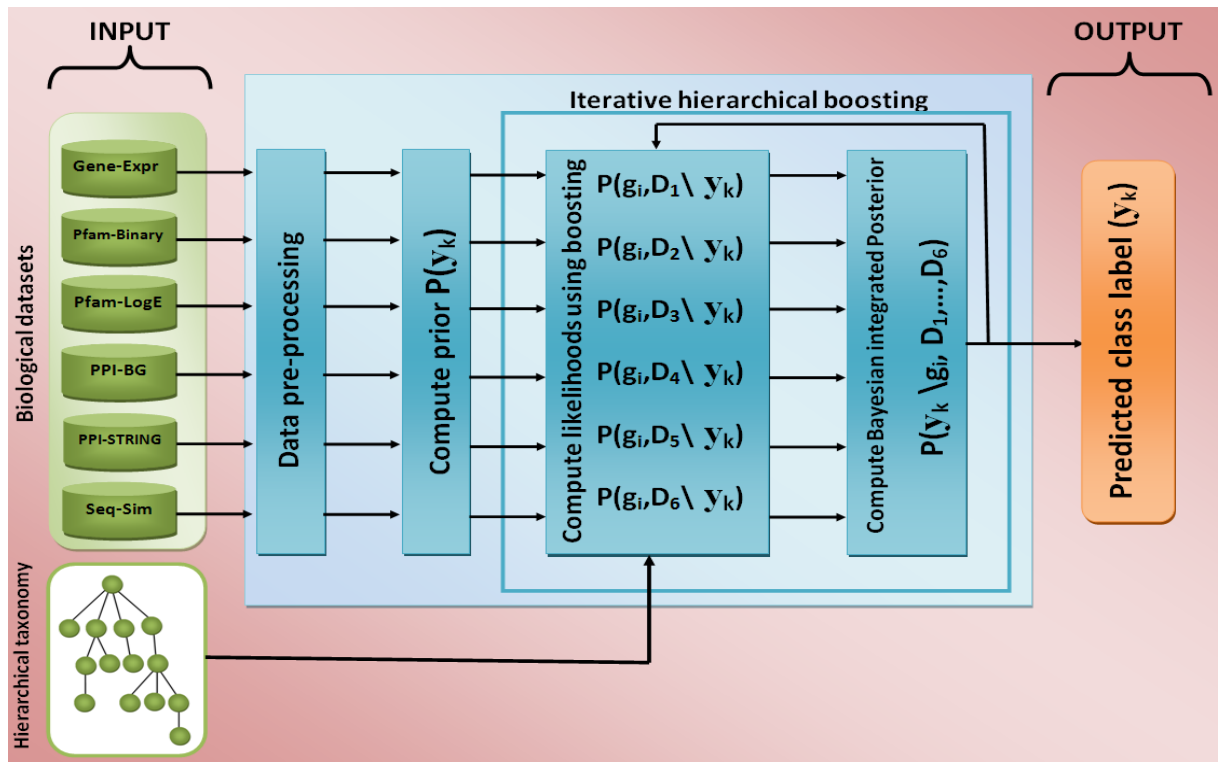 INPUT
OUTPUT
Iterative hierarchical boosting
Biological datasets
Gene-Expr
Pfam-Binary
Pfam-LogE
PPI-BG
PPI-STRING
Seq-Sim
Hierarchical taxonomy
Data pre-processing
Compute prior P(yₖ)
Compute likelihoods using boosting
P(gᵢ,D₁\ yₖ)
P(gᵢ,D₂\ yₖ)
P(gᵢ,D₃\ yₖ)
P(gᵢ,D₄\ yₖ)
P(gᵢ,D₅\ yₖ)
P(gᵢ,D₆\ yₖ)
Compute Bayesian integrated Posterior
P(yₖ \gᵢ, D₁,...,D₆)
Predicted class label (yₖ)